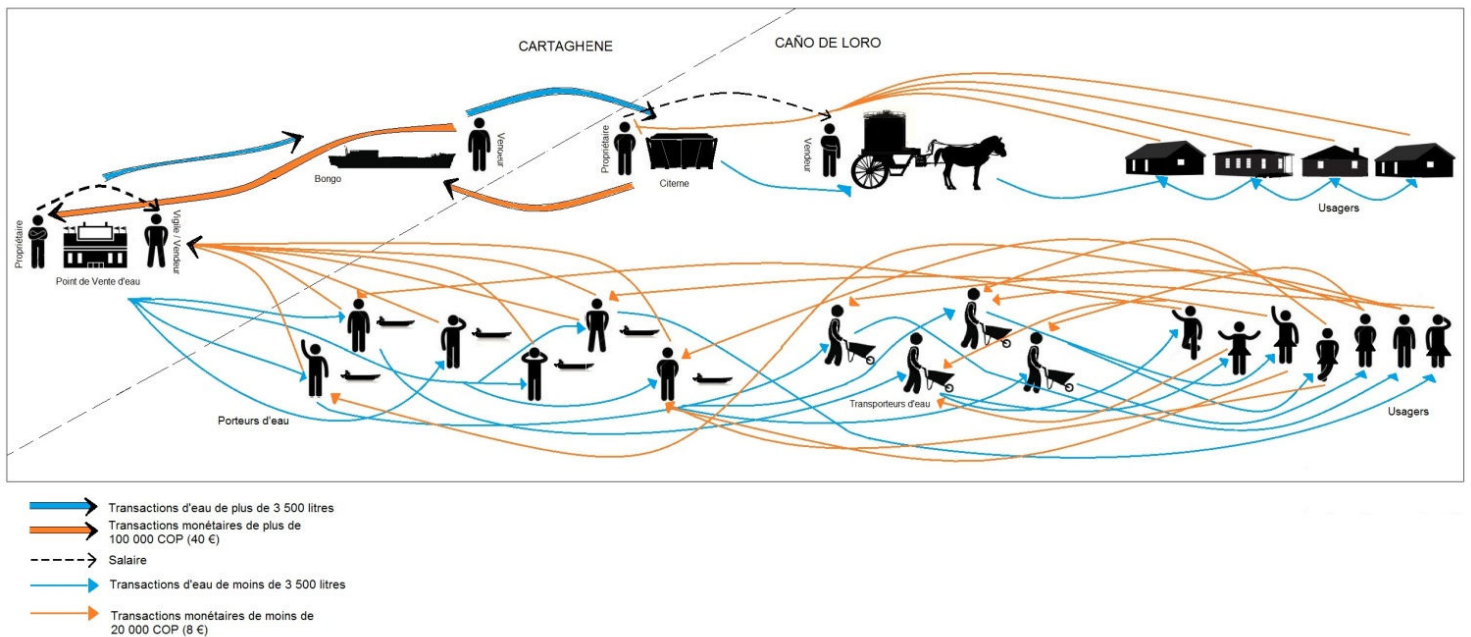 CARTAGHENE
CAÑO DE LORO
Propriétaire
Point de Vente d'eau
Vigile / Vendeur
Bongo
Venueur
Propriétaire
Citerne
Vendeur
Usagers
Porteurs d'eau
Transporteurs d'eau
Usagers
Transactions d'eau de plus de 3 500 litres
Transactions monétaires de plus de
100 000 COP (40 €)
Salaire
Transactions d'eau de moins de 3 500 litres
Transactions monétaires de moins de
20 000 COP (8 €)